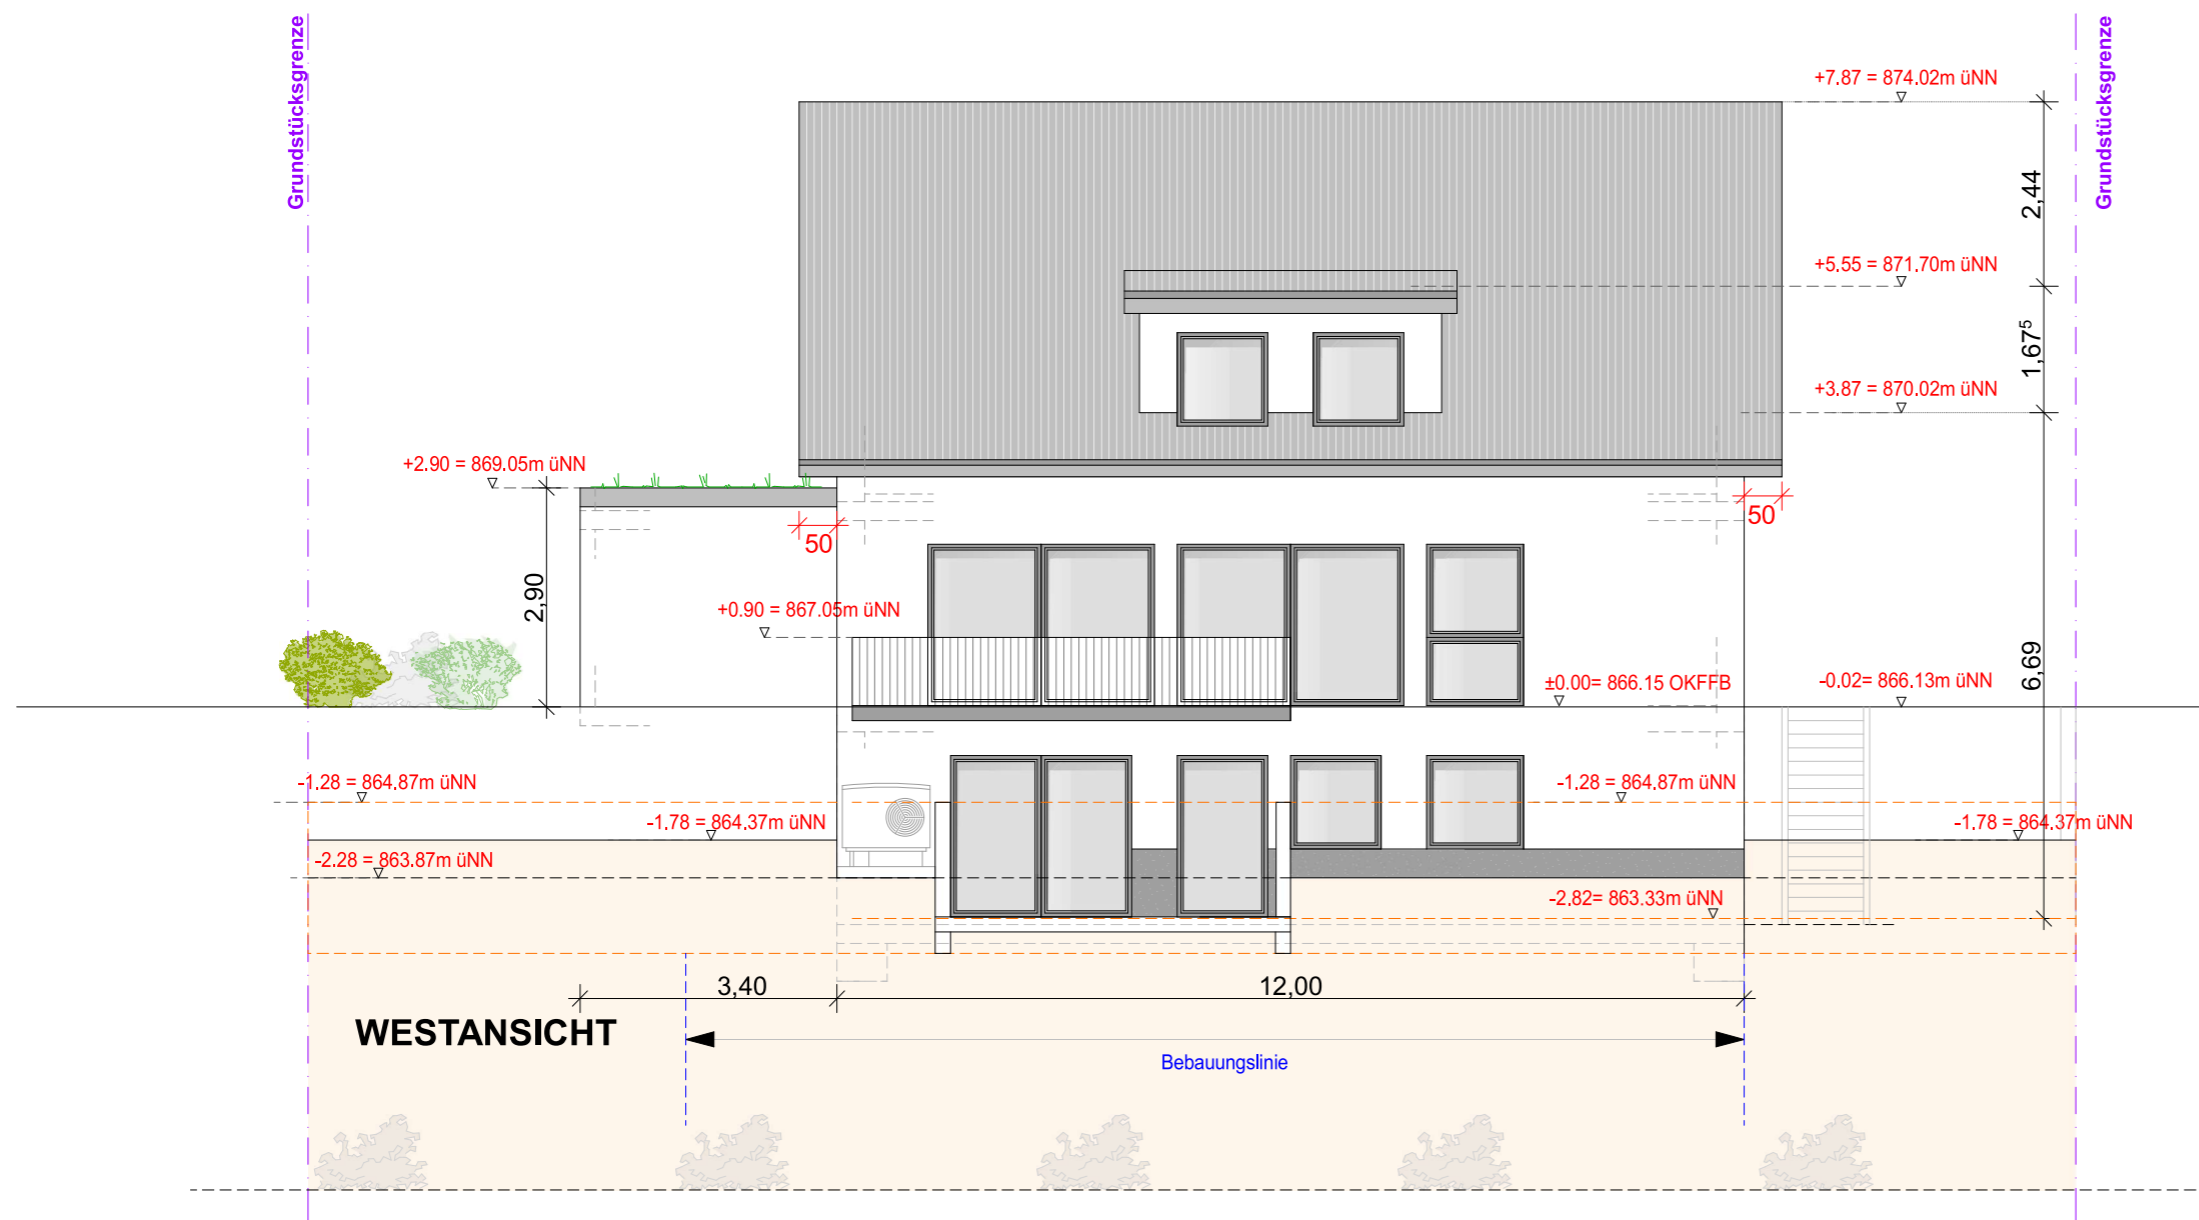 Grundstücksgrenze
Grundstücksgrenze
+7.87 = 874.02m üNN
2,44
+5.55 = 871.70m üNN
1,67⁵
+3.87 = 870.02m üNN
+2.90 = 869.05m üNN
50
50
2,90
+0.90 = 867.05m üNN
6,69
±0.00= 866.15 OKFFB
-0.02= 866.13m üNN
-1.28 = 864.87m üNN
-1.28 = 864.87m üNN
-1.78 = 864.37m üNN
-1.78 = 864.37m üNN
-2.28 = 863.87m üNN
-2.82= 863.33m üNN
3,40
12,00
WESTANSICHT
Bebauungslinie